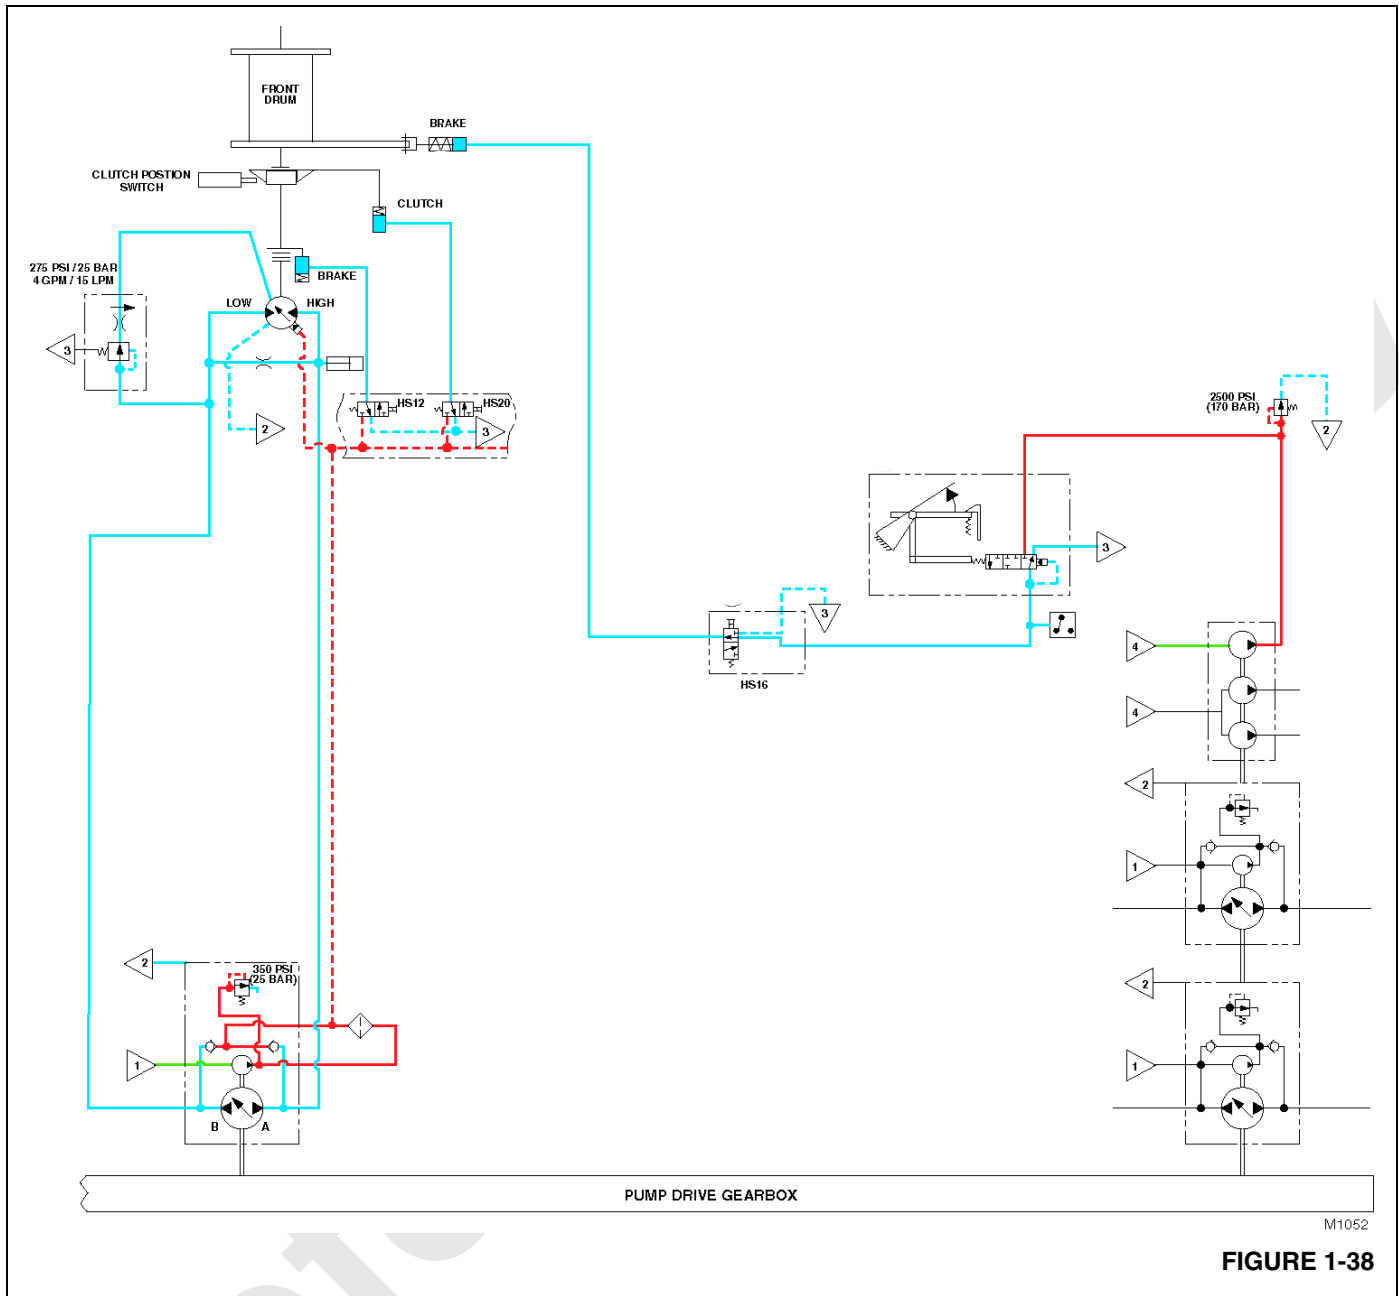 FRONT
DRUM
BRAKE
CLUTCH POSTION
SWITCH
CLUTCH
275 PSI / 25 BAR
4 GPM / 15 LPM
BRAKE
LOW
HIGH
3
HS12
HS20
2
3
2500 PSI
(170 BAR)
2
3
3
HS16
4
4
2
1
2
350 PSI
(25 BAR)
2
1
1
B
A
PUMP DRIVE GEARBOX
M1052
FIGURE 1-38